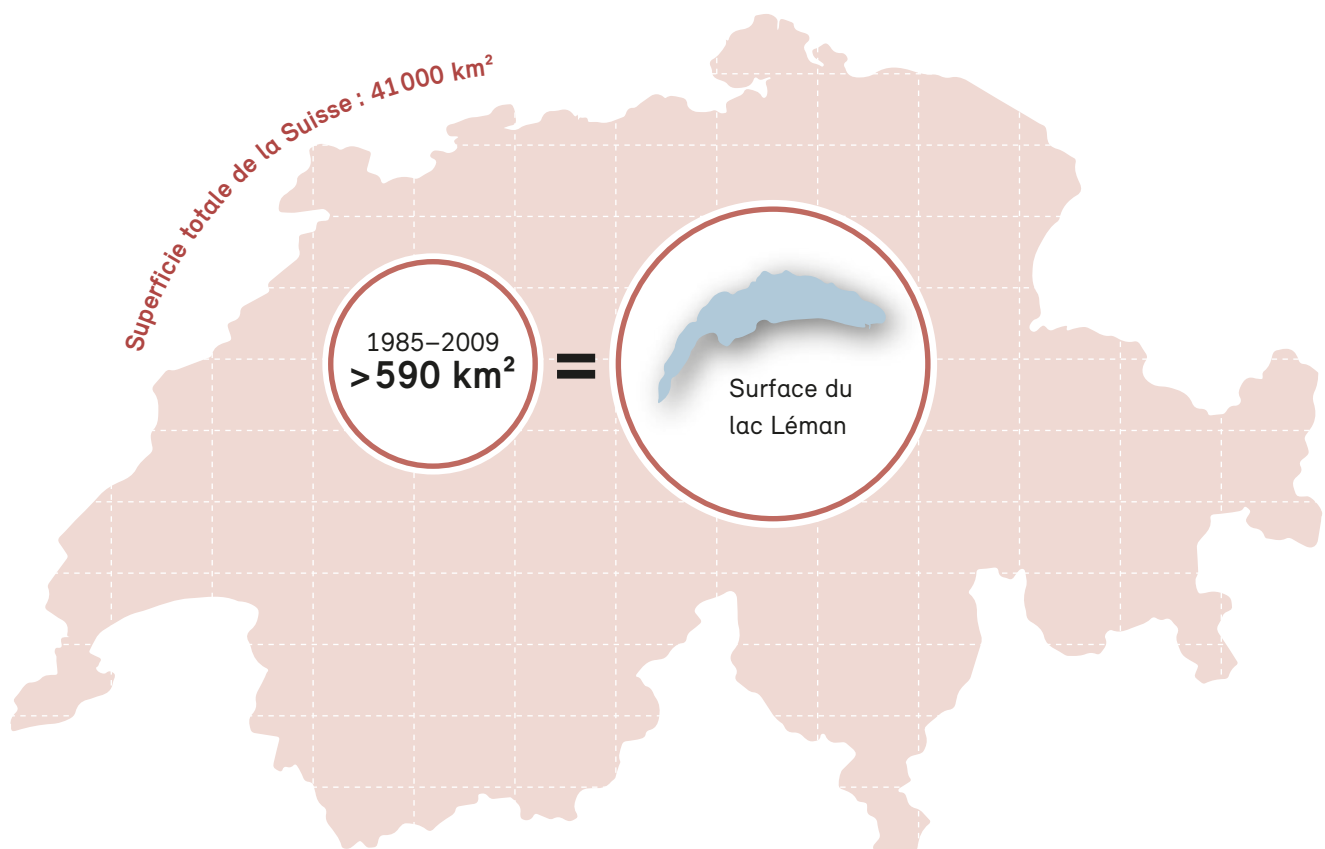 Superficie totale de la Suisse : 41 000 km²
1985–2009
> 590 km²
=
Surface du
lac Léman